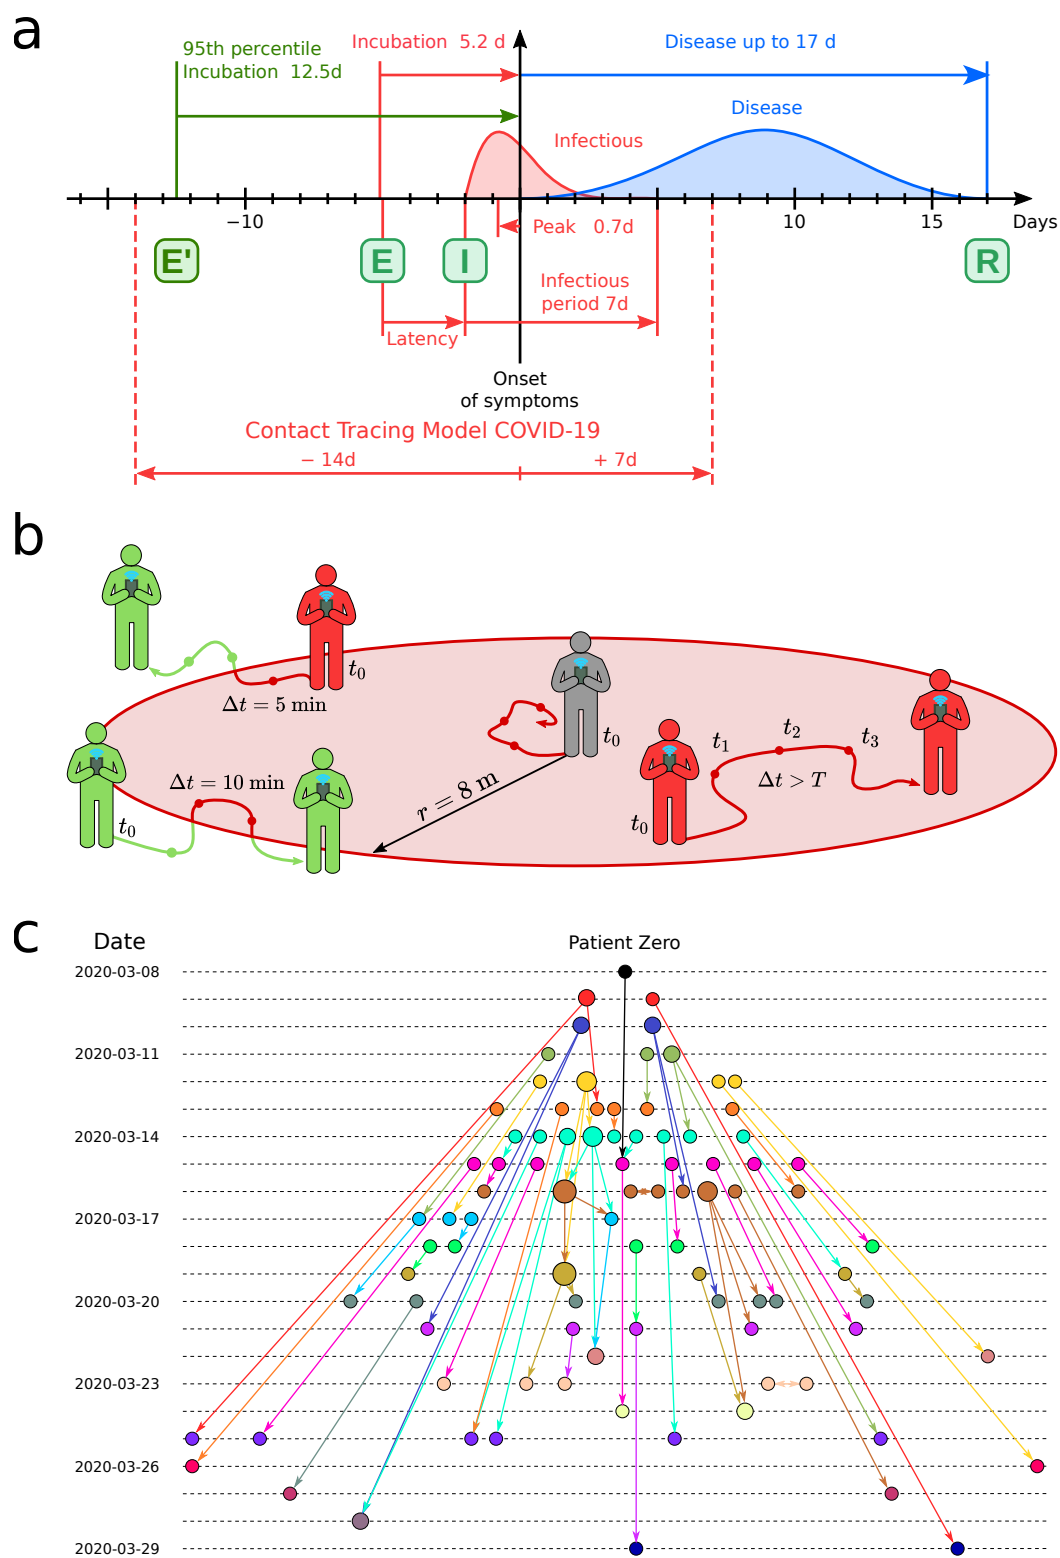 a
95th percentile
Incubation 12.5d
Incubation 5.2 d
Disease up to 17 d
Disease
Infectious
−10
10
15
Days
Peak 0.7d
E'
E
I
R
Infectious
period 7d
Latency
Onset
of symptoms
Contact Tracing Model COVID-19
− 14d
+ 7d
b
t0
Δt = 5 min
t0
t1
t2
t3
Δt = 10 min
Δt > T
r = 8 m
t0
t0
c
Date
Patient Zero
2020-03-08
2020-03-11
2020-03-14
2020-03-17
2020-03-20
2020-03-23
2020-03-26
2020-03-29